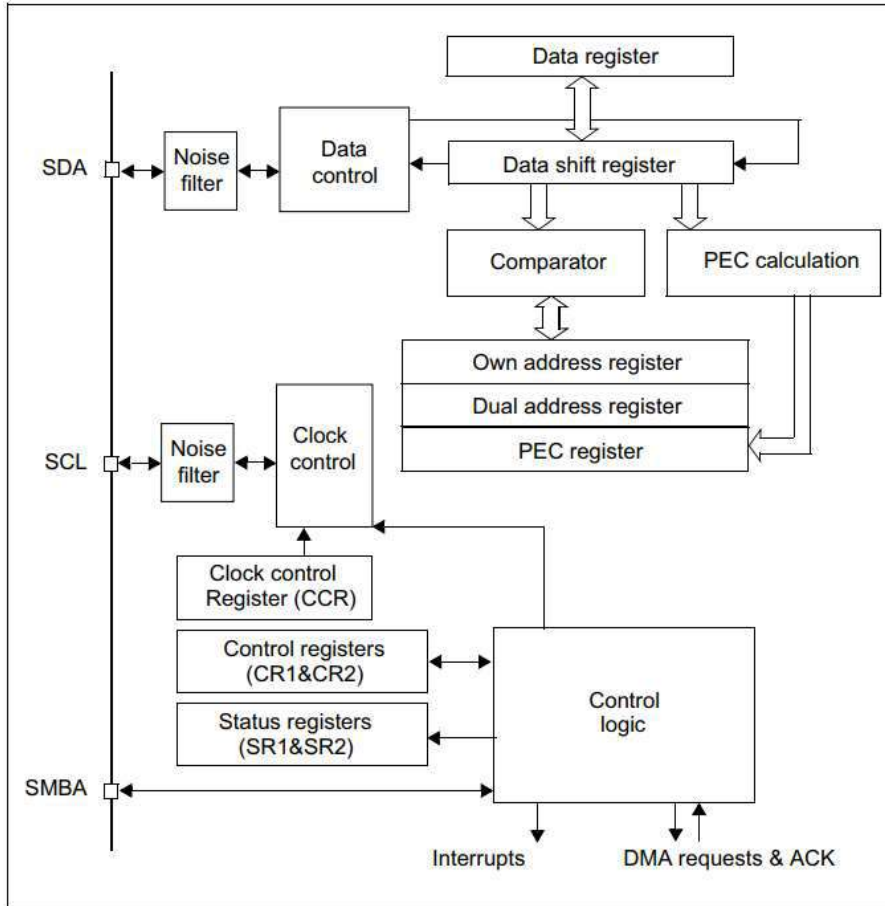 Data register
SDA
Noise
filter
Data
control
Data shift register
Comparator
PEC calculation
Own address register
Dual address register
PEC register
SCL
Noise
filter
Clock
control
Clock control
Register (CCR)
Control registers
(CR1&CR2)
Status registers
(SR1&SR2)
Control
logic
SMBA
Interrupts
DMA requests & ACK